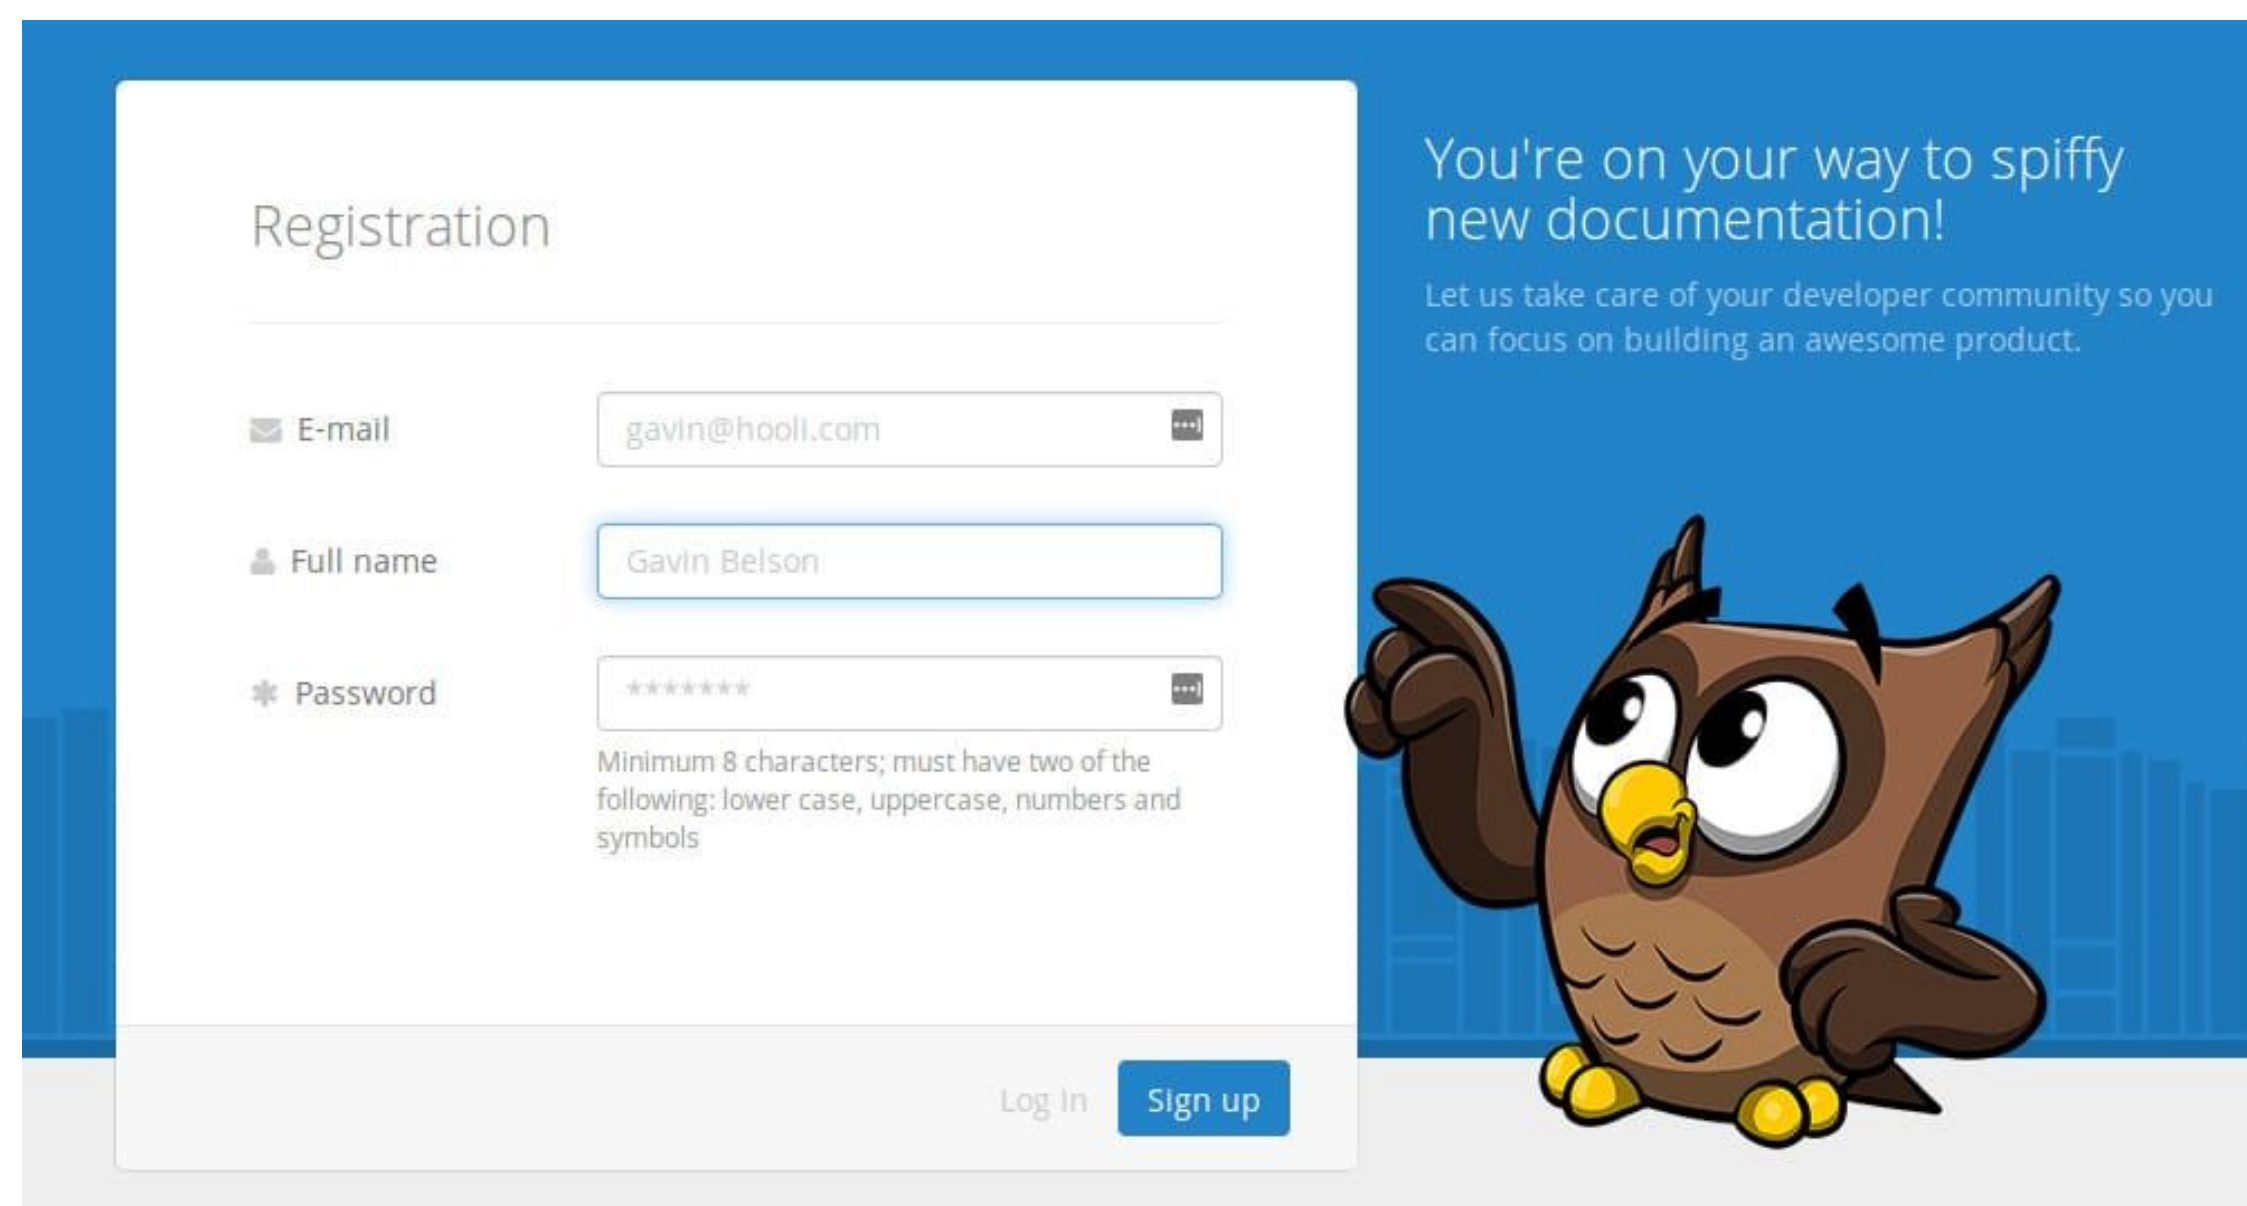 Registration
E-mail
gavin@hooli.com
Full name
Gavin Belson
Password
*******
Minimum 8 characters; must have two of the
following: lower case, uppercase, numbers and
symbols
Log In
Sign up
You're on your way to spiffy
new documentation!
Let us take care of your developer community so you
can focus on building an awesome product.